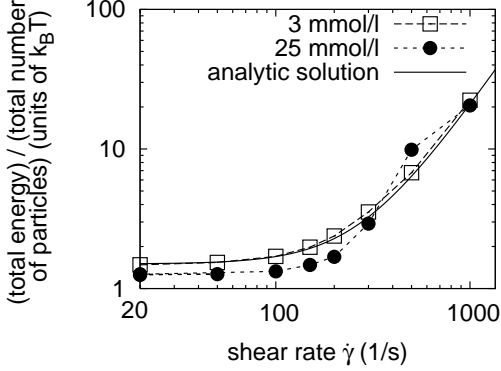 (total energy) / (total number
of particles) (units of k_BT)
100
10
1
3 mmol/l
25 mmol/l
analytic solution
20
100
1000
shear rate γ̇ (1/s)